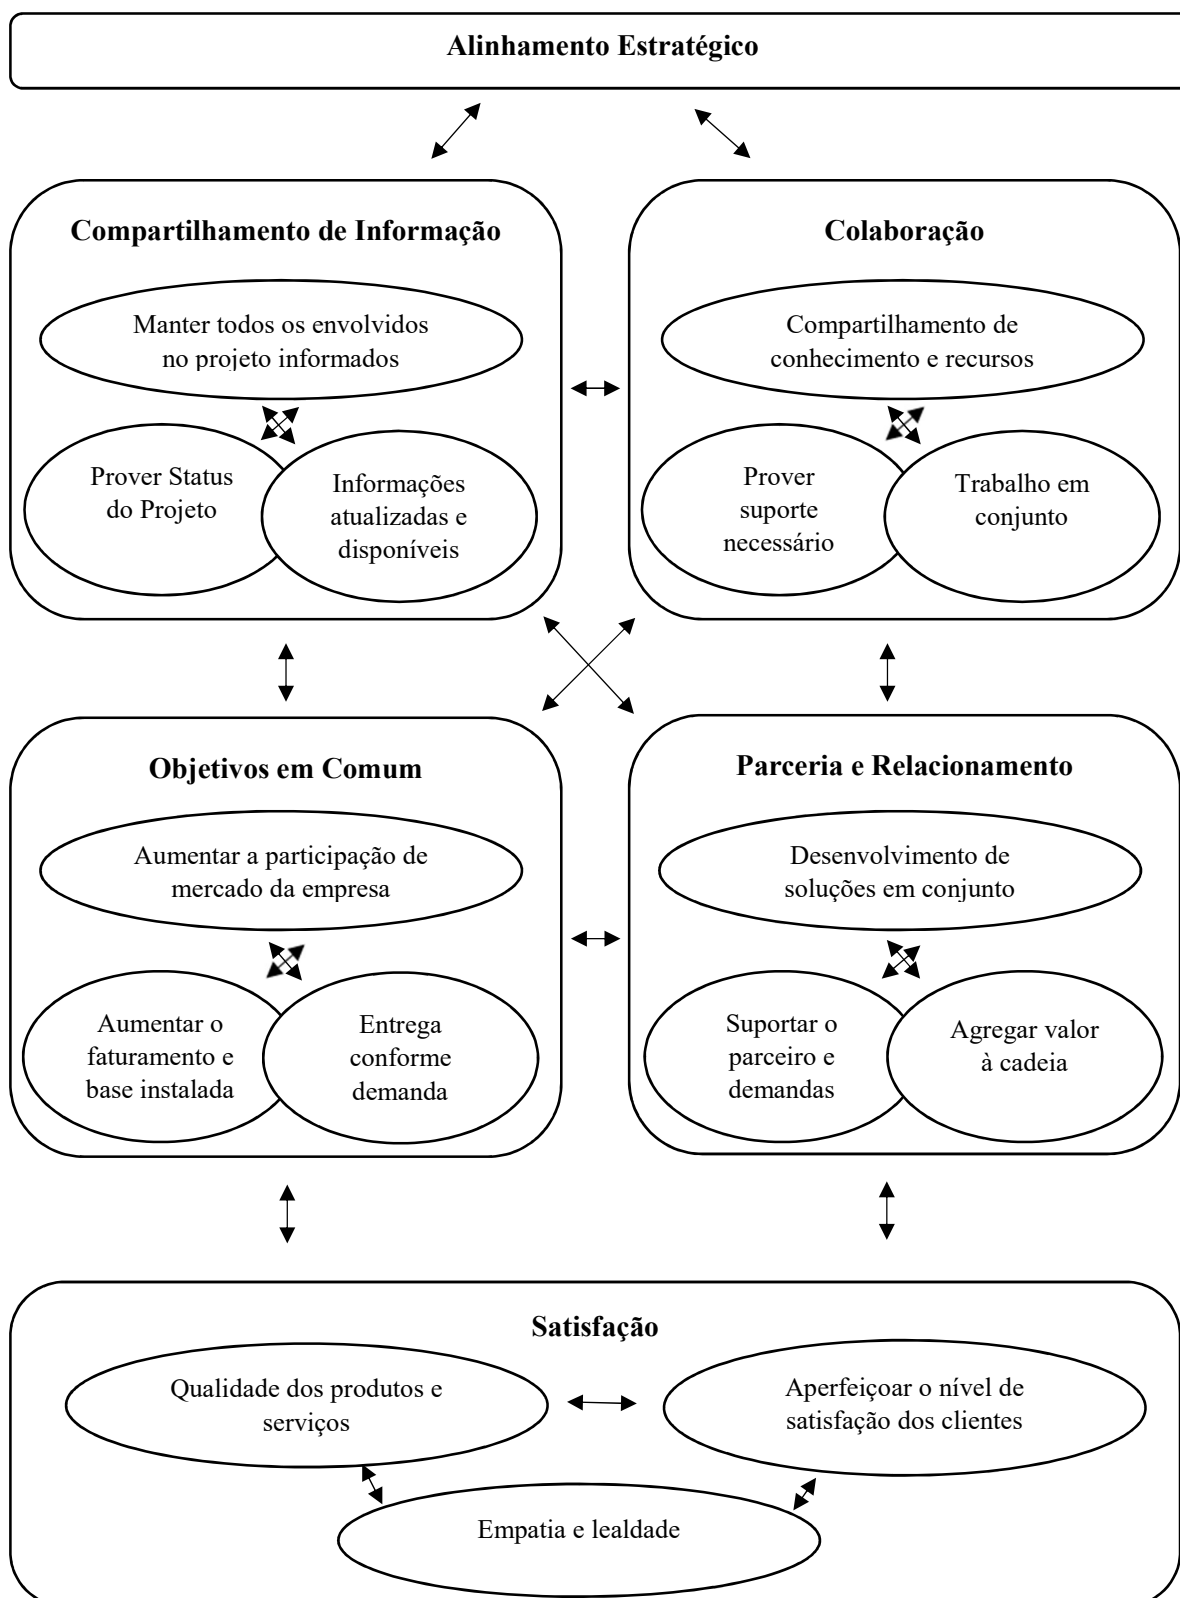 Alinhamento Estratégico
Compartilhamento de Informação
Manter todos os envolvidos
no projeto informados
Prover Status
do Projeto
Informações
atualizadas e
disponíveis
Colaboração
Compartilhamento de
conhecimento e recursos
Prover
suporte
necessário
Trabalho em
conjunto
Objetivos em Comum
Aumentar a participação de
mercado da empresa
Aumentar o
faturamento e
base instalada
Entrega
conforme
demanda
Parceria e Relacionamento
Desenvolvimento de
soluções em conjunto
Suportar o
parceiro e
demandas
Agregar valor
à cadeia
Satisfação
Qualidade dos produtos e
serviços
Aperfeiçoar o nível de
satisfação dos clientes
Empatia e lealdade